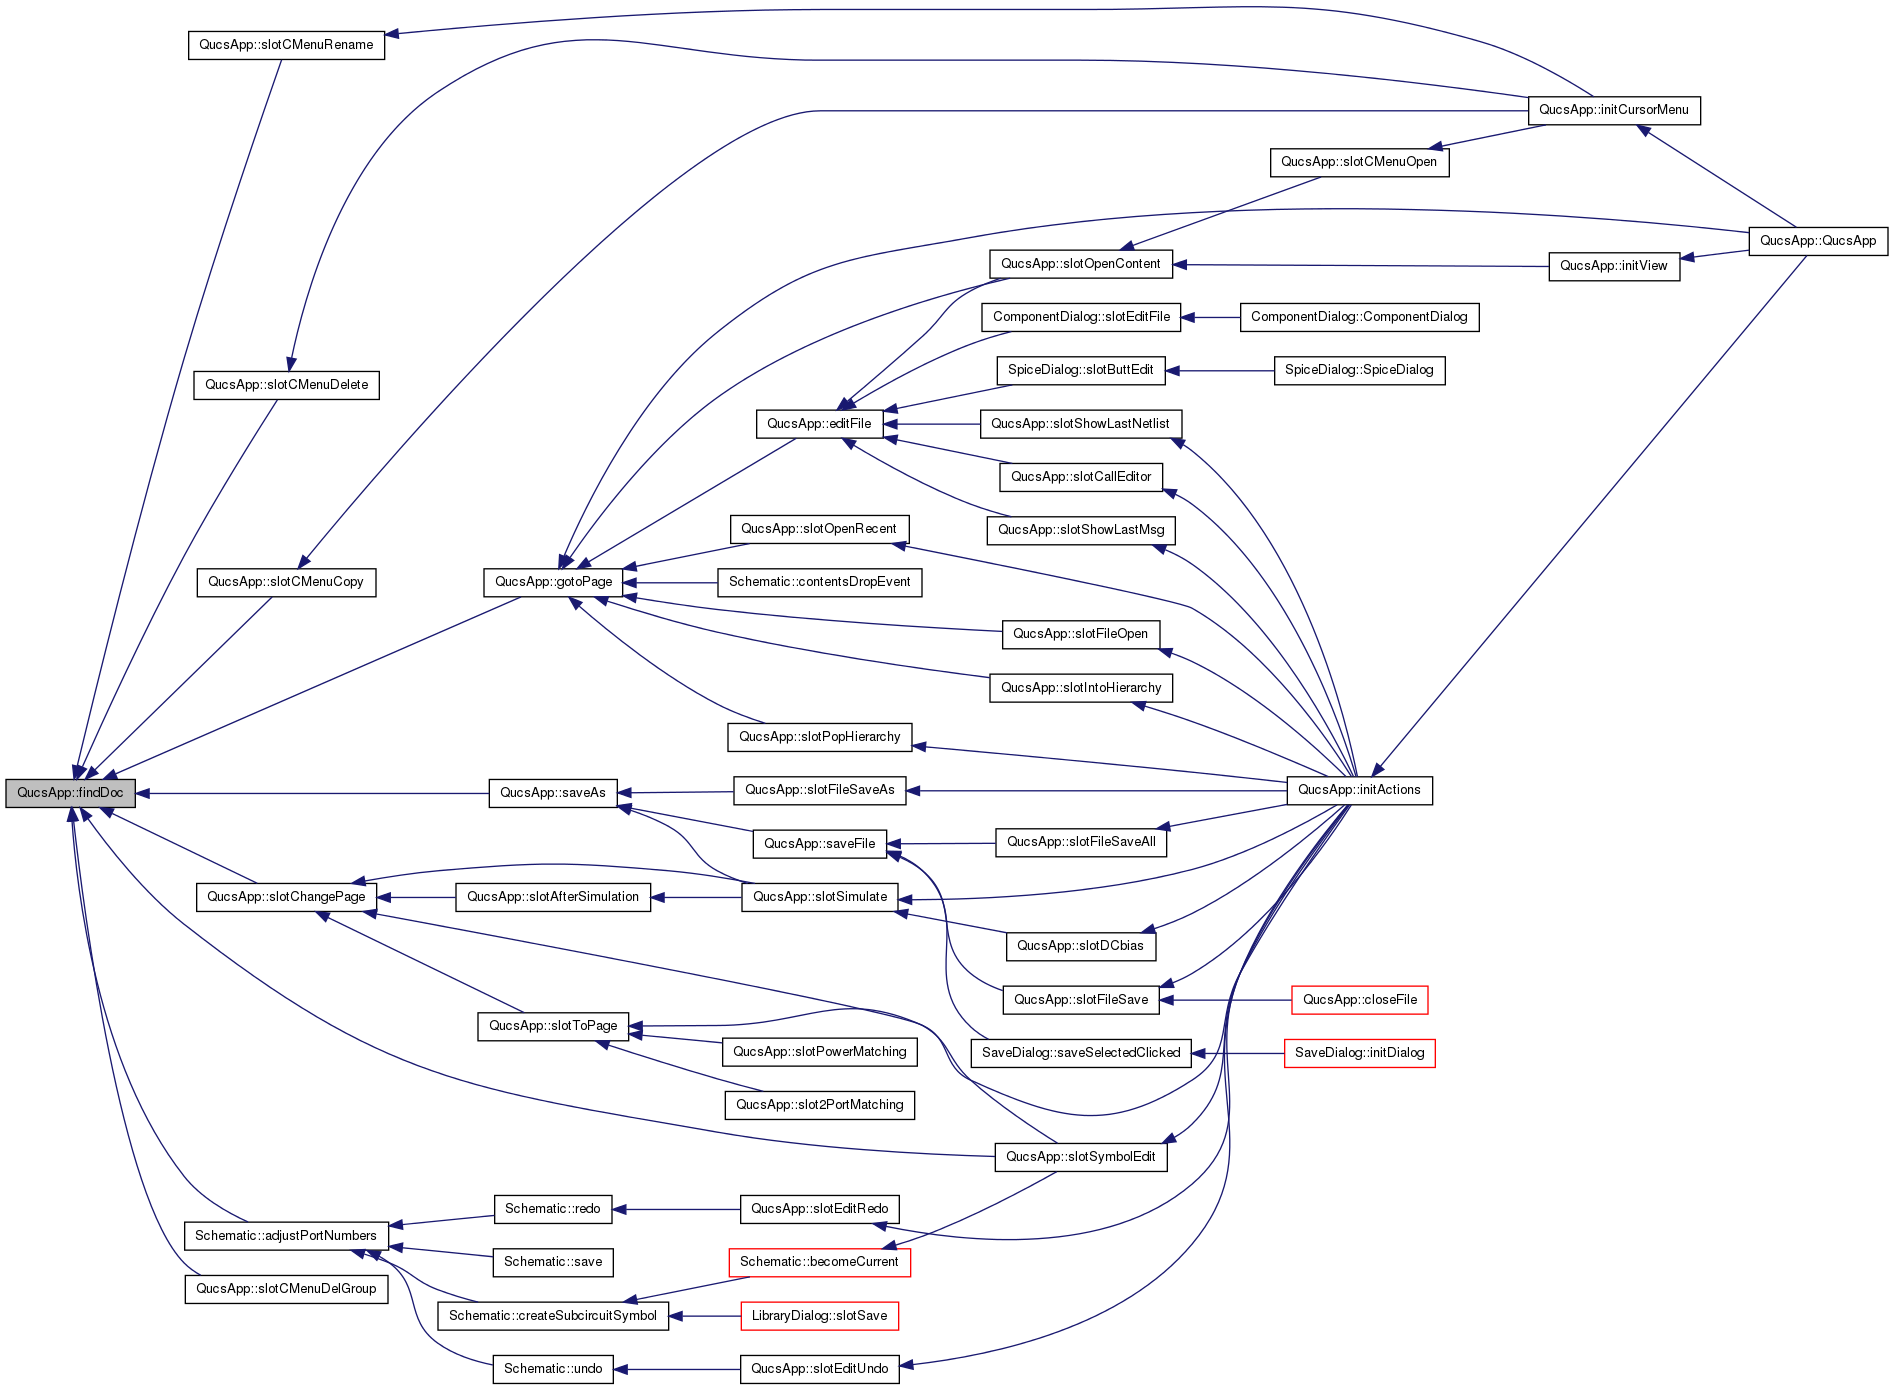 QucsApp::slotCMenuRename
QucsApp::initCursorMenu
QucsApp::slotCMenuOpen
QucsApp::QucsApp
QucsApp::slotOpenContent
QucsApp::initView
ComponentDialog::slotEditFile
ComponentDialog::ComponentDialog
SpiceDialog::slotButtEdit
SpiceDialog::SpiceDialog
QucsApp::slotCMenuDelete
QucsApp::editFile
QucsApp::slotShowLastNetlist
QucsApp::slotCallEditor
QucsApp::slotOpenRecent
QucsApp::slotShowLastMsg
QucsApp::slotCMenuCopy
QucsApp::gotoPage
Schematic::contentsDropEvent
QucsApp::slotFileOpen
QucsApp::slotIntoHierarchy
QucsApp::slotPopHierarchy
QucsApp::findDoc
QucsApp::saveAs
QucsApp::slotFileSaveAs
QucsApp::initActions
QucsApp::saveFile
QucsApp::slotFileSaveAll
QucsApp::slotChangePage
QucsApp::slotAfterSimulation
QucsApp::slotSimulate
QucsApp::slotDCbias
QucsApp::slotFileSave
QucsApp::closeFile
QucsApp::slotToPage
QucsApp::slotPowerMatching
SaveDialog::saveSelectedClicked
SaveDialog::initDialog
QucsApp::slot2PortMatching
QucsApp::slotSymbolEdit
Schematic::redo
QucsApp::slotEditRedo
Schematic::adjustPortNumbers
Schematic::save
Schematic::becomeCurrent
QucsApp::slotCMenuDelGroup
Schematic::createSubcircuitSymbol
LibraryDialog::slotSave
Schematic::undo
QucsApp::slotEditUndo